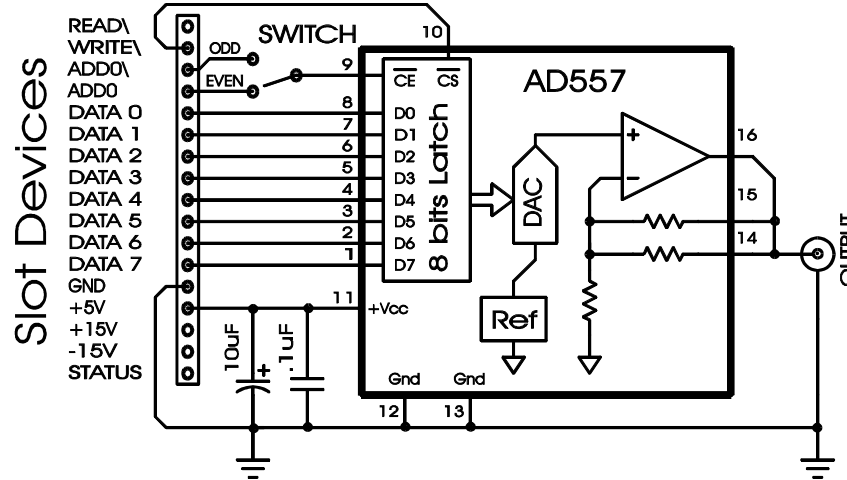 Slot Devices
READ\
WRITE\
ADD0\
ADD0
DATA 0
DATA 1
DATA 2
DATA 3
DATA 4
DATA 5
DATA 6
DATA 7
GND
+5V
+15V
-15V
STATUS
ODD
EVEN
SWITCH
10
9
8
7
6
5
4
3
2
1
11
CE CS
D0
D1
D2
D3
D4
D5
D6
D7
8 bits Latch
+Vcc
10uF
+
.1uF
AD557
DAC
Ref
+
-
16
15
14
Gnd Gnd
12 13
OUTPUT